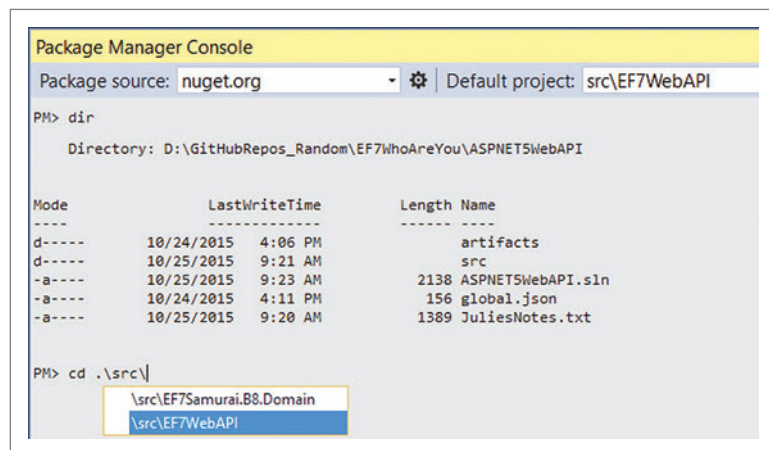 Package Manager Console
Package source: nuget.org Default project: src\EF7WebAPI
PM> dir
Directory: D:\GitHubRepos_Random\EF7WhoAreYou\ASPNET5WebAPI
Mode LastWriteTime Length Name
---- ------------- ------ ----
d----- 10/24/2015 4:06 PM artifacts
d----- 10/25/2015 9:21 AM src
-a---- 10/25/2015 9:23 AM 2138 ASPNET5WebAPI.sln
-a---- 10/24/2015 4:11 PM 156 global.json
-a---- 10/25/2015 9:20 AM 1389 JuliesNotes.txt
PM> cd .\src\
\src\EF7Samurai.B8.Domain
\src\EF7WebAPI